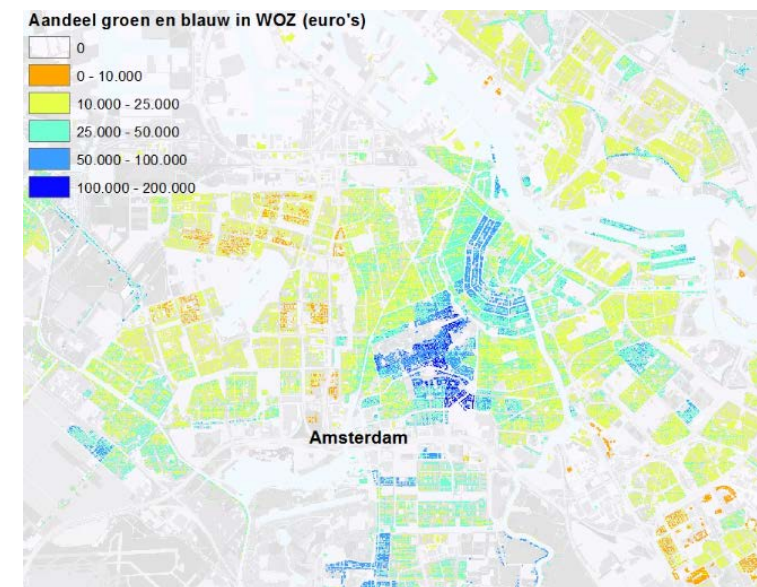 Aandeel groen en blauw in WOZ (euro's)
0
0 - 10.000
10.000 - 25.000
25.000 - 50.000
50.000 - 100.000
100.000 - 200.000
Amsterdam